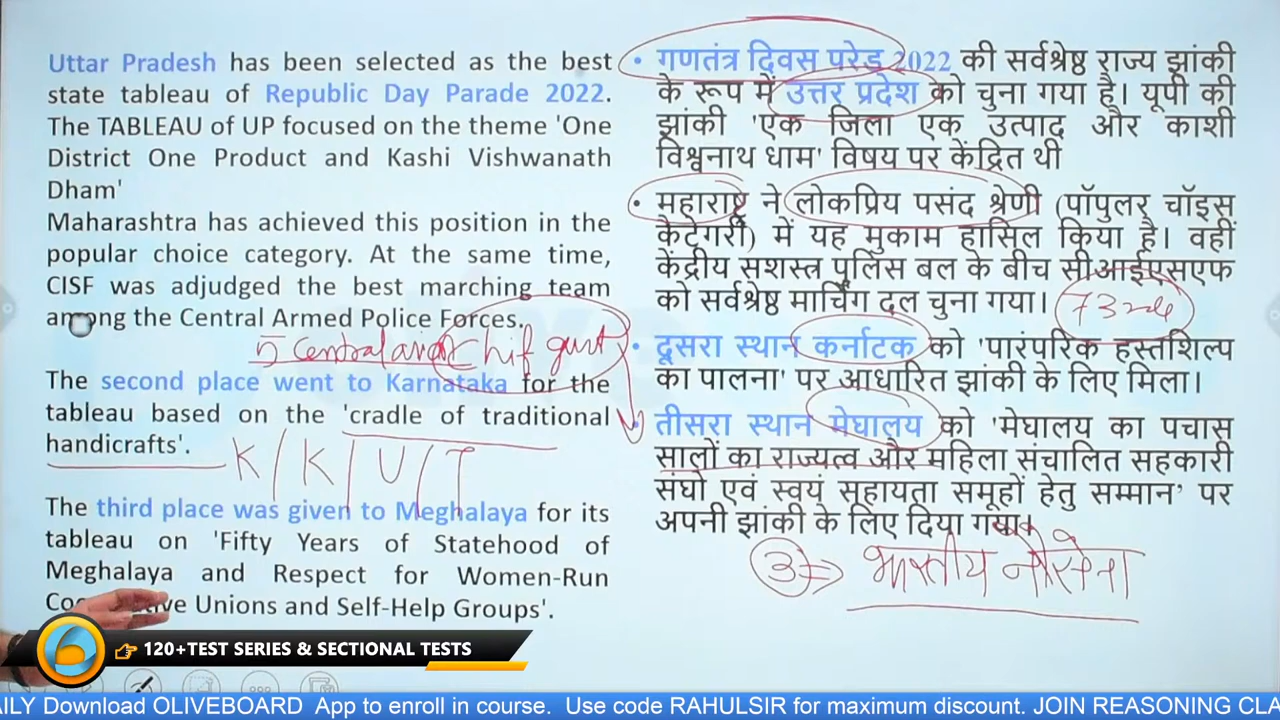 Uttar Pradesh has been selected as the best
state tableau of Republic Day Parade 2022.
The TABLEAU of UP focused on the theme 'One
District One Product and Kashi Vishwanath
Dham'
Maharashtra has achieved this position in the
popular choice category. At the same time,
CISF was adjudged the best marching team
among the Central Armed Police Forces.
The second place went to Karnataka for the
tableau based on the 'cradle of traditional
handicrafts'.
K/K/U/T
The third place was given to Meghalaya for its
tableau on 'Fifty Years of Statehood of
Meghalaya and Respect for Women-Run
Unions and Self-Help Groups'.
• गणतंत्र दिवस परेड 2022 की सर्वश्रेष्ठ राज्य झांकी
के रूप में उत्तर प्रदेश को चुना गया है। यूपी की
झांकी 'एक जिला एक उत्पाद और काशी
विश्वनाथ धाम' विषय पर केंद्रित थी
• महाराष्ट्र ने लोकप्रिय पसंद श्रेणी (पॉपुलर चॉइस
कैटेगरी) में यह मुकाम हासिल किया है। वहीं
केंद्रीय सशस्त्र पुलिस बल के बीच सीआईएसएफ
को सर्वश्रेष्ठ मार्चिंग दल चुना गया।
• दूसरा स्थान कर्नाटक को 'पारंपरिक हस्तशिल्प
का पालना' पर आधारित झांकी के लिए मिला।
• तीसरा स्थान मेघालय को 'मेघालय का पचास
सालों का राज्यत्व और महिला संचालित सहकारी
संघो एवं स्वयं सहायता समूहों हेतु सम्मान' पर
अपनी झांकी के लिए दिया गया।
भारतीय नौसेना
120+TEST SERIES & SECTIONAL TESTS
Download OLIVEBOARD App to enroll in course. Use code RAHULSIR for maximum discount. JOIN REASONING